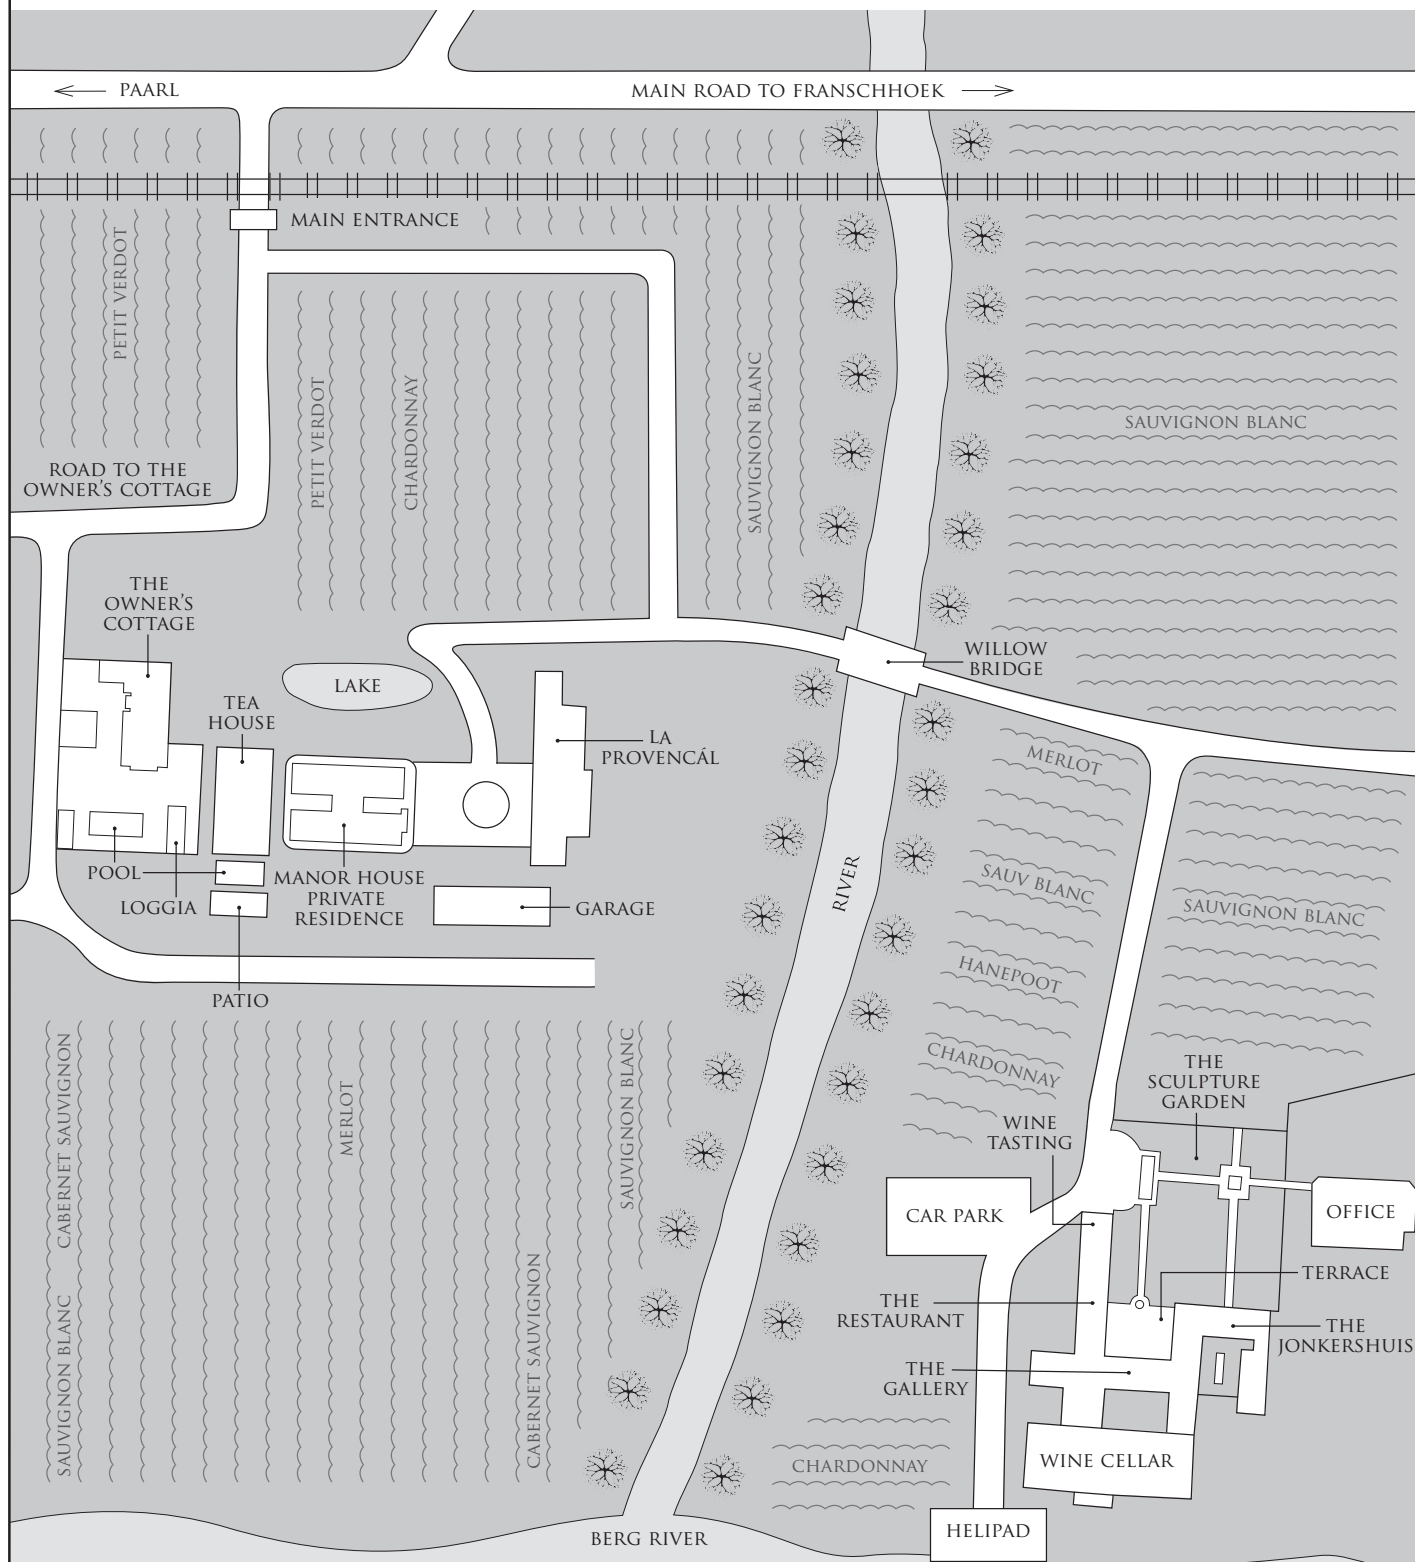 PAARL
MAIN ROAD TO FRANSCHHOEK
MAIN ENTRANCE
PETIT VERDOT
PETIT VERDOT
CHARDONNAY
SAUVIGNON BLANC
SAUVIGNON BLANC
ROAD TO THE
OWNER'S COTTAGE
THE
OWNER'S
COTTAGE
LAKE
TEA
HOUSE
LA
PROVENCÁL
WILLOW
BRIDGE
MERLOT
POOL
LOGGIA
MANOR HOUSE
PRIVATE
RESIDENCE
GARAGE
PATIO
RIVER
SAUV BLANC
SAUVIGNON BLANC
HANEPOOT
CHARDONNAY
CABERNET SAUVIGNON
MERLOT
SAUVIGNON BLANC
THE
SCULPTURE
GARDEN
WINE
TASTING
CAR PARK
OFFICE
TERRACE
THE
RESTAURANT
THE
JONKERSHUIS
THE
GALLERY
SAUVIGNON BLANC
CABERNET SAUVIGNON
CHARDONNAY
WINE CELLAR
HELIPAD
BERG RIVER